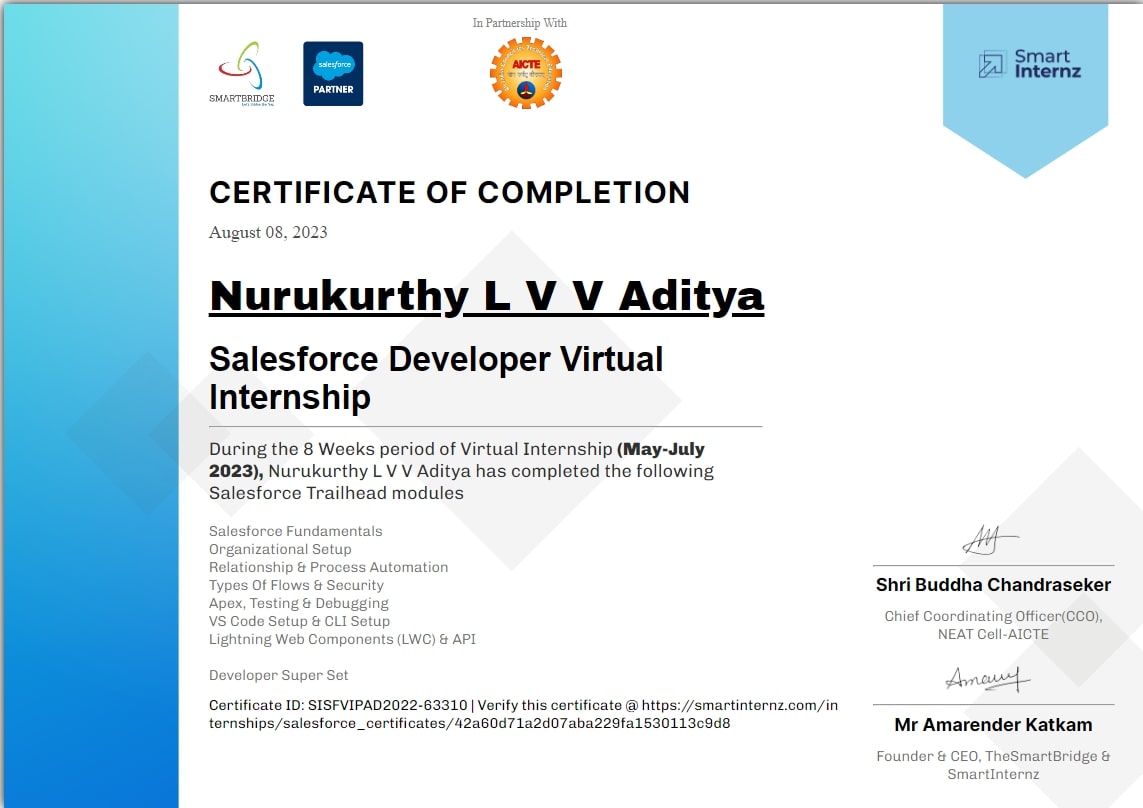 In Partnership With
SMARTBRIDGE
salesforce
PARTNER
AICTE
Smart
Internz
CERTIFICATE OF COMPLETION
August 08, 2023
Nurukurthy L V V Aditya
Salesforce Developer Virtual
Internship
During the 8 Weeks period of Virtual Internship (May-July
2023), Nurukurthy L V V Aditya has completed the following
Salesforce Trailhead modules
Salesforce Fundamentals
Organizational Setup
Relationship & Process Automation
Types Of Flows & Security
Apex, Testing & Debugging
VS Code Setup & CLI Setup
Lightning Web Components (LWC) & API
Developer Super Set
Certificate ID: SISFVIPAD2022-63310 | Verify this certificate @ https://smartinternz.com/in
ternships/salesforce_certificates/42a60d71a2d07aba229fa1530113c9d8
Shri Buddha Chandraseker
Chief Coordinating Officer(CCO),
NEAT Cell-AICTE
Mr Amarender Katkam
Founder & CEO, TheSmartBridge &
SmartInternz